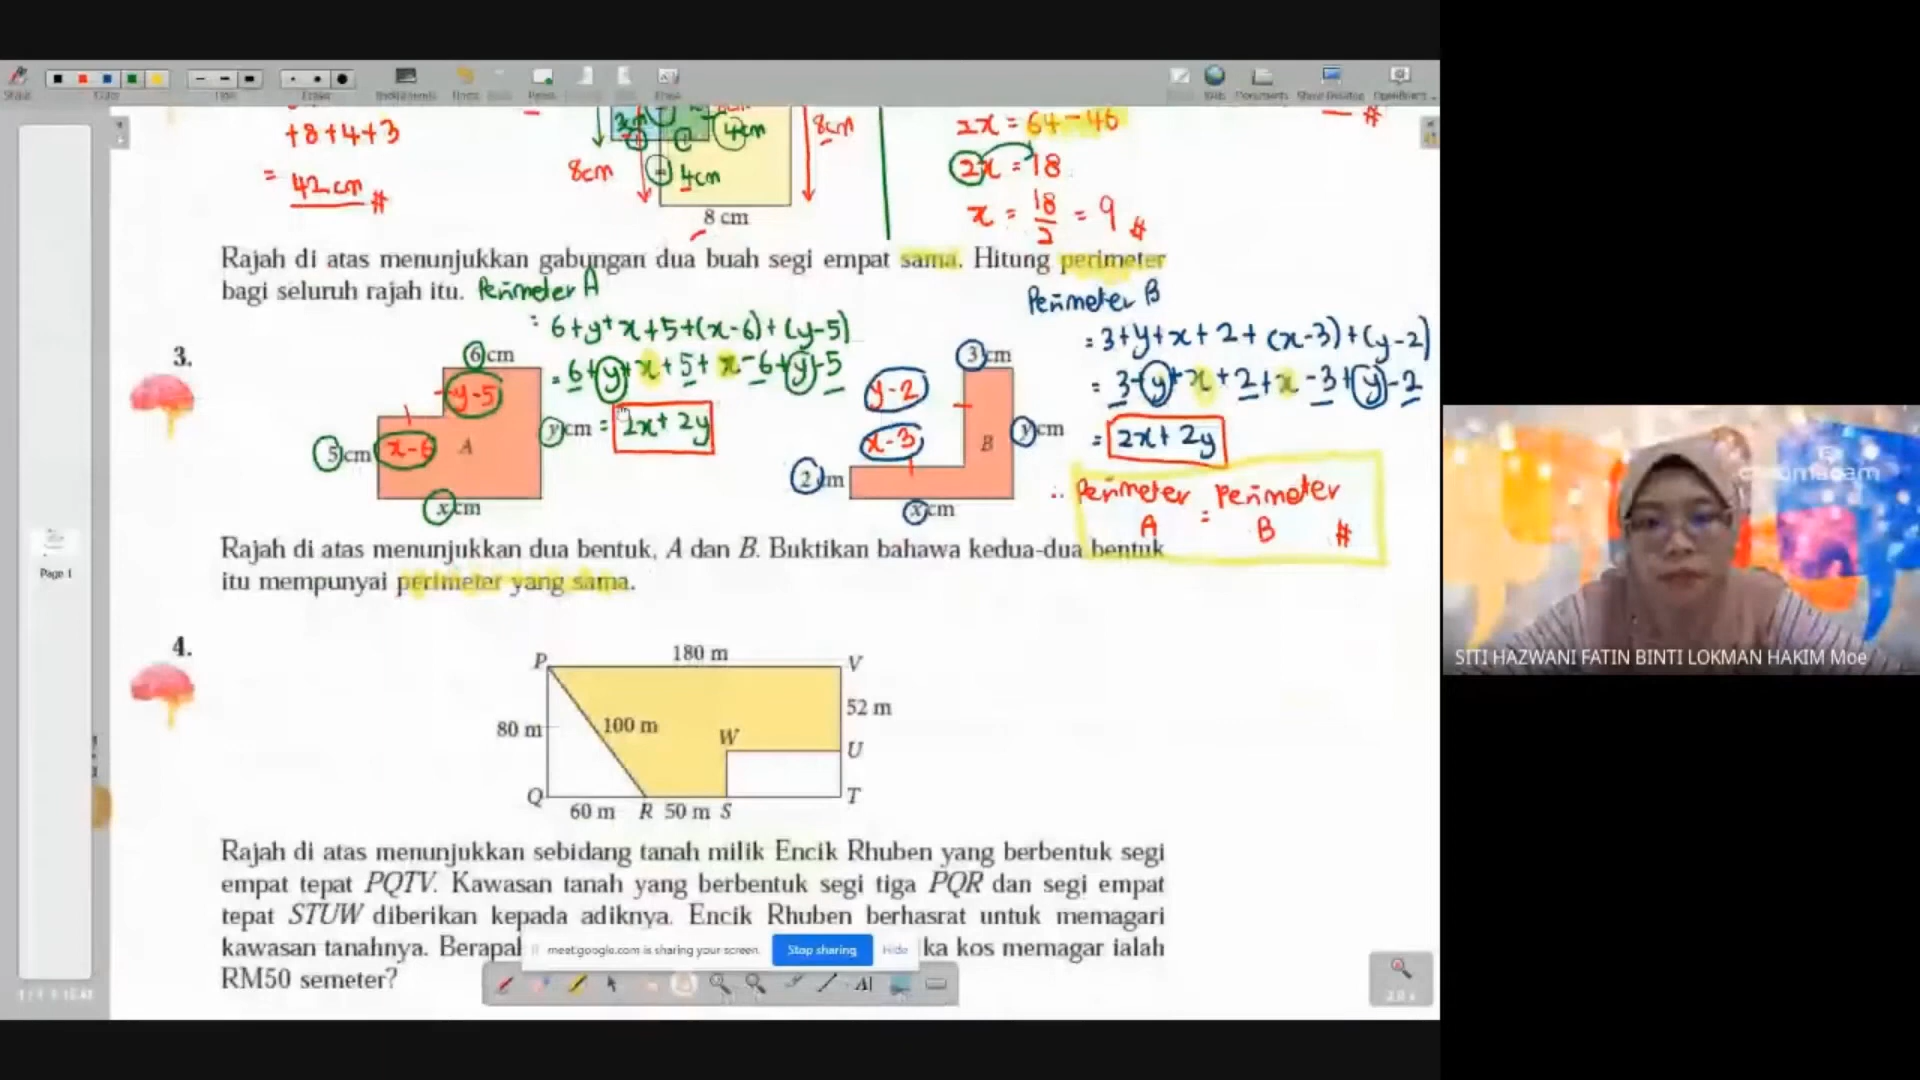 +8+4+3
= 42cm #
3cm
4cm
8cm
4cm
8cm
8 cm
2x = 64-46
2x = 18
x = 18/2 = 9 #
#
Rajah di atas menunjukkan gabungan dua buah segi empat sama. Hitung perimeter
bagi seluruh rajah itu. Perimeter A
= 6+y+x+5+(x-6)+(y-5)
= 6+y+x+5+x-6+y-5
= 2x+2y
Perimeter B
= 3+y+x+2+(x-3)+(y-2)
= 3+y+x+2+x-3+y-2
= 2x+2y
∴ Perimeter A = Perimeter B #
3.
6 cm
y-5
5 cm
x-6
A
y cm
x cm
3 cm
y-2
x-3
B
y cm
2 cm
x cm
Rajah di atas menunjukkan dua bentuk, A dan B. Buktikan bahawa kedua-dua bentuk
itu mempunyai perimeter yang sama.
4.
P 180 m V
52 m
80 m 100 m
W U
Q T
60 m R 50 m S
Rajah di atas menunjukkan sebidang tanah milik Encik Rhuben yang berbentuk segi
empat tepat PQTV. Kawasan tanah yang berbentuk segi tiga PQR dan segi empat
tepat STUW diberikan kepada adiknya. Encik Rhuben berhasrat untuk memagari
kawasan tanahnya. Berapa
ka kos memagar ialah
RM50 semeter?
meet.google.com is sharing your screen.
Stop sharing
Hide
Page 1
SITI HAZWANI FATIN BINTI LOKMAN HAKIM Moe